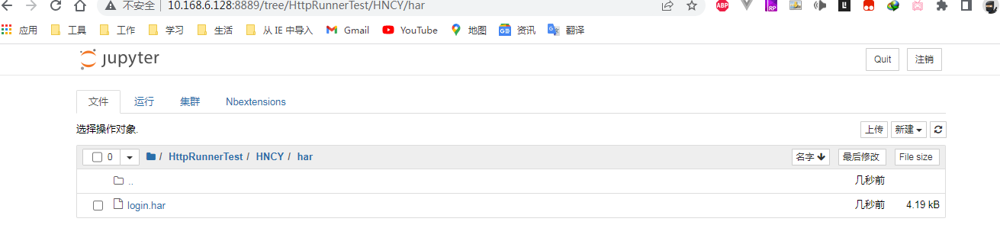 不安全 10.168.6.128:8889/tree/HttpRunnerTest/HNCY/har
应用 工具 工作 学习 生活 从 IE 中导入 Gmail YouTube 地图 资讯 翻译
jupyter Quit 注销
文件 运行 集群 Nbextensions
选择操作对象. 上传 新建
0 / HttpRunnerTest / HNCY / har 名字 最后修改 File size
.. 几秒前
login.har 几秒前 4.19 kB